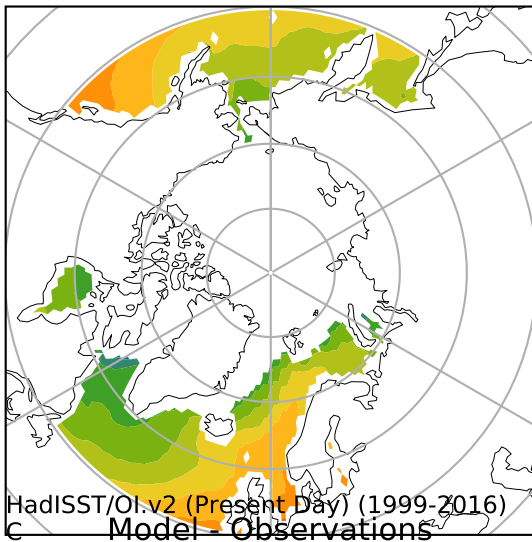 HadISST/OI.v2 (Present Day) (1999-2016)
C Model - Observations